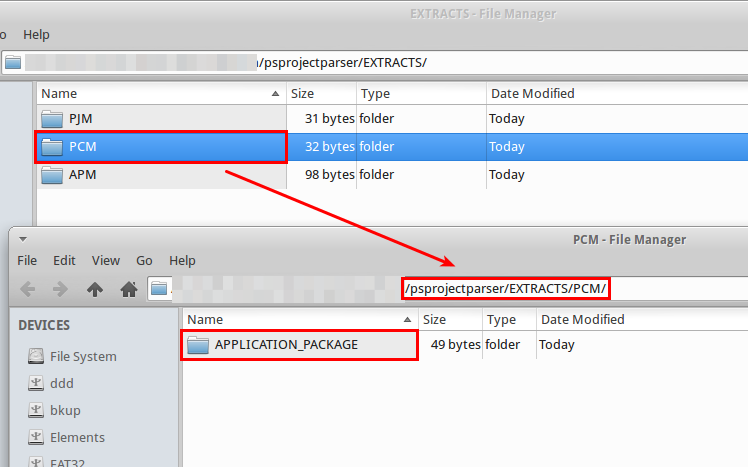 EXTRACTS - File Manager
Help
/psprojectparser/EXTRACTS/
Name Size Type Date Modified
PJM 31 bytes folder Today
PCM 32 bytes folder Today
APM 98 bytes folder Today
PCM - File Manager
File Edit View Go Help
/psprojectparser/EXTRACTS/PCM/
DEVICES
Name Size Type Date Modified
File System
APPLICATION_PACKAGE 49 bytes folder Today
ddd
bkup
Elements
FAT32